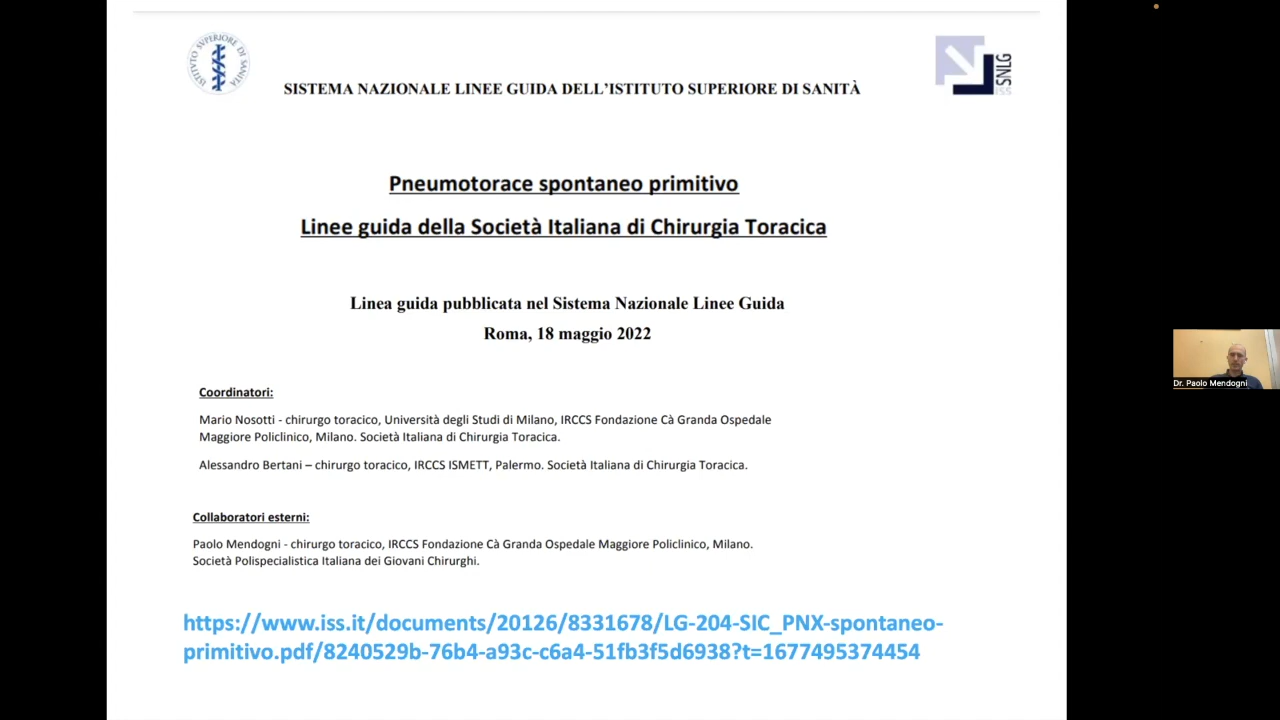 ISTITUTO SUPERIORE DI SANITÀ
SNLG
ISS
SISTEMA NAZIONALE LINEE GUIDA DELL’ISTITUTO SUPERIORE DI SANITÀ
Pneumotorace spontaneo primitivo
Linee guida della Società Italiana di Chirurgia Toracica
Linea guida pubblicata nel Sistema Nazionale Linee Guida
Roma, 18 maggio 2022
Coordinatori:
Mario Nosotti - chirurgo toracico, Università degli Studi di Milano, IRCCS Fondazione Cà Granda Ospedale
Maggiore Policlinico, Milano. Società Italiana di Chirurgia Toracica.
Alessandro Bertani – chirurgo toracico, IRCCS ISMETT, Palermo. Società Italiana di Chirurgia Toracica.
Collaboratori esterni:
Paolo Mendogni - chirurgo toracico, IRCCS Fondazione Cà Granda Ospedale Maggiore Policlinico, Milano.
Società Polispecialistica Italiana dei Giovani Chirurghi.
https://www.iss.it/documents/20126/8331678/LG-204-SIC_PNX-spontaneo-
primitivo.pdf/8240529b-76b4-a93c-c6a4-51fb3f5d6938?t=1677495374454
Dr. Paolo Mendogni